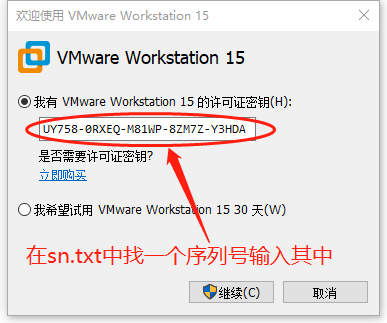 欢迎使用 VMware Workstation 15
VMware Workstation 15
我有 VMware Workstation 15 的许可证密钥(H):
UY758-0RXEQ-M81WP-8ZM7Z-Y3HDA
是否需要许可证密钥?
立即购买
我希望试用 VMware Workstation 15 30 天(W)
在sn.txt中找一个序列号输入其中
继续(C)
取消